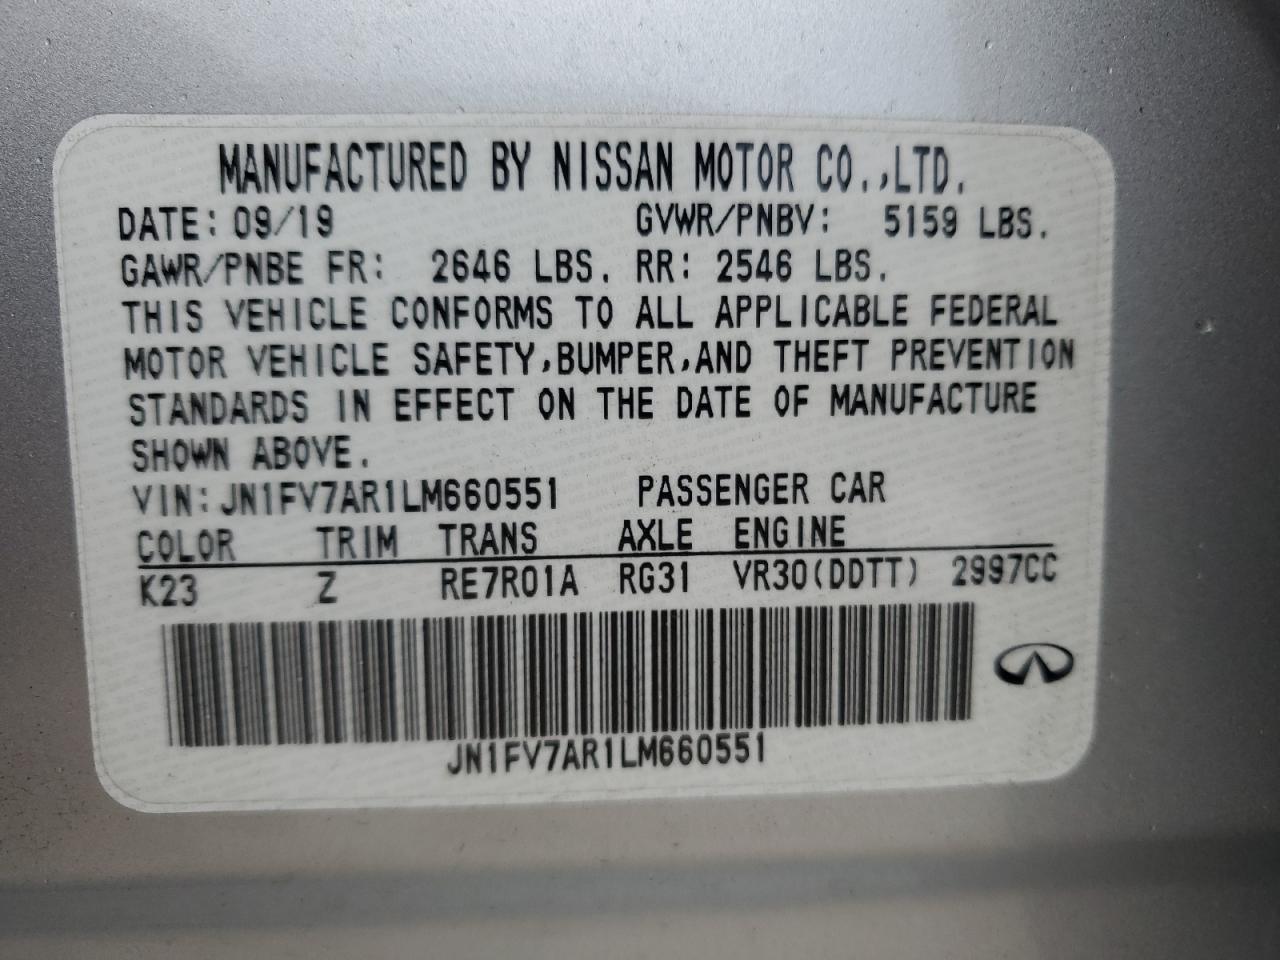 MANUFACTURED BY NISSAN MOTOR CO.,LTD.
DATE: 09/19 GVWR/PNBV: 5159 LBS.
GAWR/PNBE FR: 2646 LBS. RR: 2546 LBS.
THIS VEHICLE CONFORMS TO ALL APPLICABLE FEDERAL
MOTOR VEHICLE SAFETY,BUMPER,AND THEFT PREVENTION
STANDARDS IN EFFECT ON THE DATE OF MANUFACTURE
SHOWN ABOVE.
VIN:JN1FV7AR1LM660551 PASSENGER CAR
COLOR TRIM TRANS AXLE ENGINE
K23 Z RE7R01A RG31 VR30(DDTT) 2997CC
JN1FV7AR1LM660551